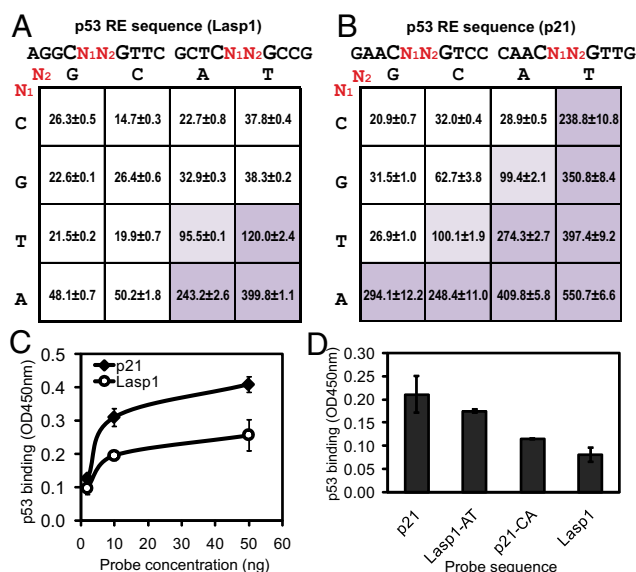 A
p53 RE sequence (Lasp1)
AGGGCN1N2GTTC GCTCN1N2GCCG
N2 G C A T
N1
C 26.3±0.5 14.7±0.3 22.7±0.8 37.8±0.4
G 22.6±0.1 26.4±0.6 32.9±0.3 38.3±0.2
T 21.5±0.2 19.9±0.7 95.5±0.1 120.0±2.4
A 48.1±0.7 50.2±1.8 243.2±2.6 399.8±1.1
B
p53 RE sequence (p21)
GAACN1N2GTCC CAACN1N2GTTG
N2 G C A T
N1
C 20.9±0.7 32.0±0.4 28.9±0.5 238.8±10.8
G 31.5±1.0 62.7±3.8 99.4±2.1 350.8±8.4
T 26.9±1.0 100.1±1.9 274.3±2.7 397.4±9.2
A 294.1±12.2 248.4±11.0 409.8±5.8 550.7±6.6
C
p53 binding (OD450nm)
0.5
0.4
0.3
0.2
0.1
0.0
p21
Lasp1
0 10 20 30 40 50 60
Probe concentration (ng)
D
p53 binding (OD450nm)
0.30
0.25
0.20
0.15
0.10
0.05
0.00
p21 Lasp1-AT p21-CA Lasp1
Probe sequence